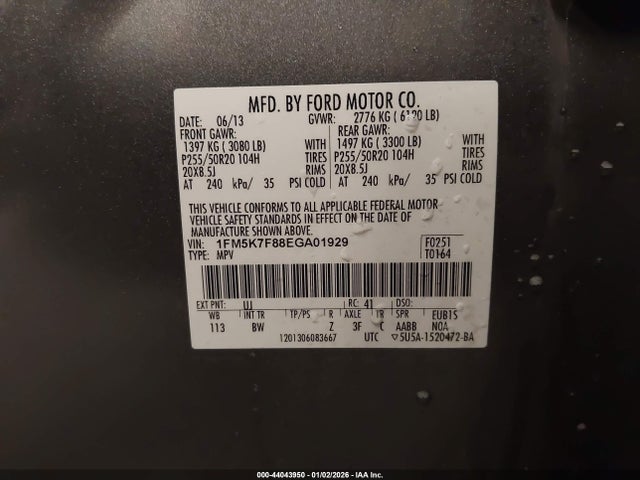 MFD. BY FORD MOTOR CO.
DATE: 06/13 GVWR: 2776 KG ( 6120 LB)
FRONT GAWR: REAR GAWR:
1397 KG ( 3080 LB) WITH 1497 KG ( 3300 LB) WITH
P255/50R20 104H TIRES P255/50R20 104H TIRES
20X8.5J RIMS 20X8.5J RIMS
AT 240 kPa/ 35 PSI COLD AT 240 kPa/ 35 PSI COLD
THIS VEHICLE CONFORMS TO ALL APPLICABLE FEDERAL MOTOR
VEHICLE SAFETY STANDARDS IN EFFECT ON THE DATE OF
MANUFACTURE SHOWN ABOVE.
VIN: 1FM5K7F88EGA01929 F0251
TYPE: MPV T0164
EXT PNT: UJ RC: 41 DSO:
WB INT TR TP/PS R AXLE TR SPR EUB1S
113 BW Z 3F C AABB NOA
1201306083667 UTC ▽5U5A-1520472-BA
000-44043950 - 01/02/2026 - IAA Inc.